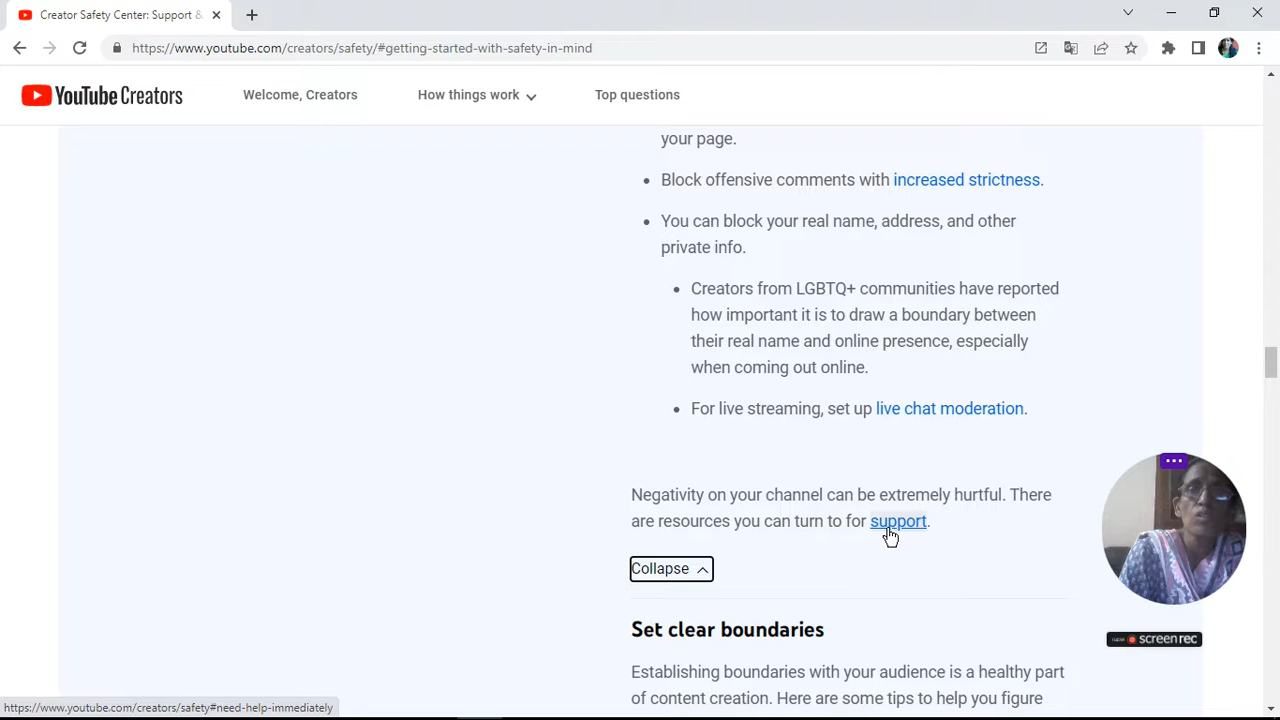 Creator Safety Center: Support &
https://www.youtube.com/creators/safety/#getting-started-with-safety-in-mind
YouTube Creators
Welcome, Creators
How things work
Top questions
your page.
• Block offensive comments with increased strictness.
• You can block your real name, address, and other
private info.
• Creators from LGBTQ+ communities have reported
how important it is to draw a boundary between
their real name and online presence, especially
when coming out online.
• For live streaming, set up live chat moderation.
Negativity on your channel can be extremely hurtful. There
are resources you can turn to for support.
Collapse
screenrec
Set clear boundaries
Establishing boundaries with your audience is a healthy part
of content creation. Here are some tips to help you figure
https://www.youtube.com/creators/safety#need-help-immediately